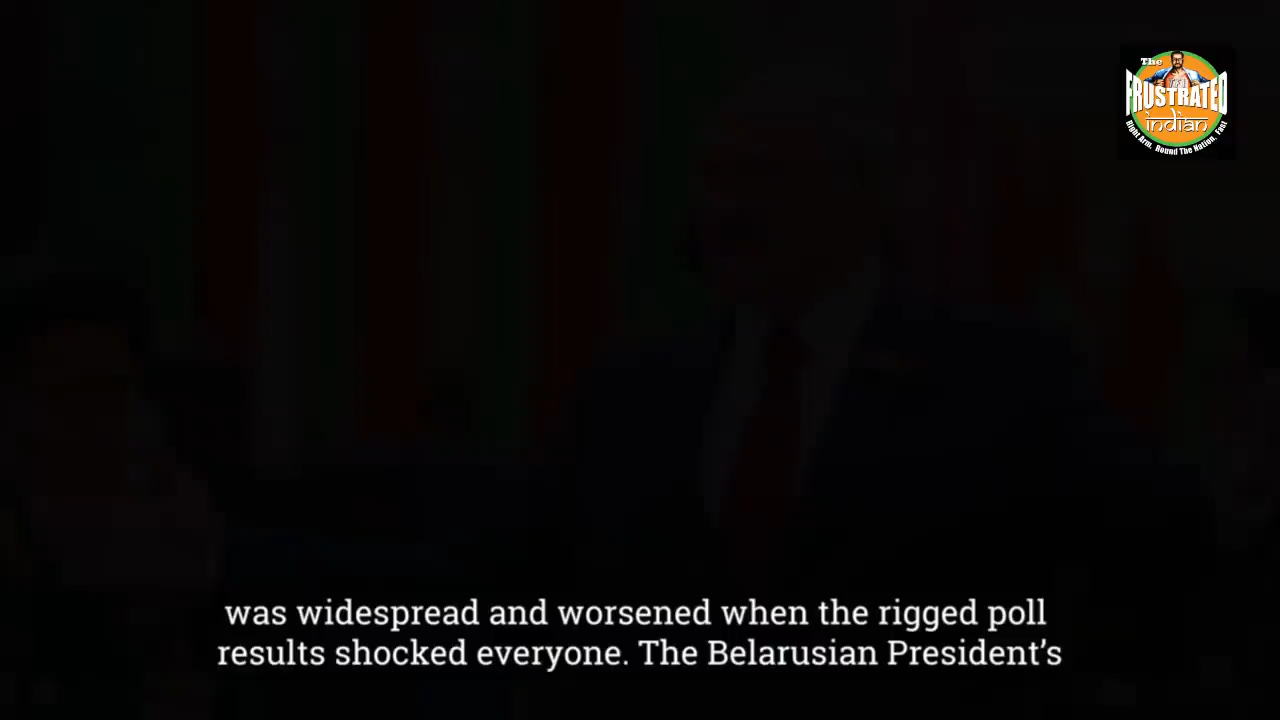 The
FRUSTRATED
indian
Right Arm, Round The Nation, Fast
was widespread and worsened when the rigged poll
results shocked everyone. The Belarusian President’s